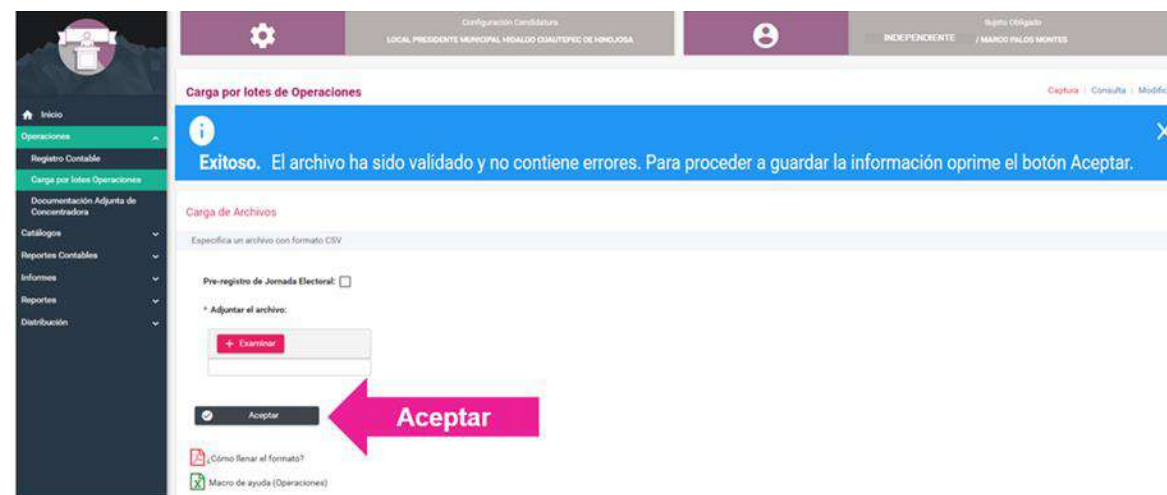 Configuración Candidatura
LOCAL PRESIDENTE MUNICIPAL HIDALGO CUAUTEPEC DE HINOJOSA
Sujeto Obligado
INDEPENDIENTE / MARCO PALOS MONTES
Carga por lotes de Operaciones
Captura | Consulta | Modific
Inicio
Operaciones
Registro Contable
Carga por lotes Operaciones
Documentación Adjunta de
Concentradora
Catálogos
Reportes Contables
Informes
Reportes
Distribución
Exitoso. El archivo ha sido validado y no contiene errores. Para proceder a guardar la información oprime el botón Aceptar.
X
Carga de Archivos
Especifica un archivo con formato CSV
Pre-registro de Jornada Electoral:
* Adjuntar el archivo:
+ Examinar
Aceptar
Aceptar
¿Cómo llenar el formato?
Macro de ayuda (Operaciones)